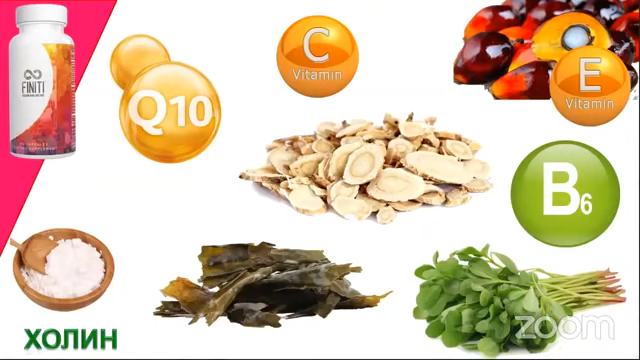 FINITI
Q10
C
Vitamin
E
Vitamin
B6
ХОЛИН
zoom